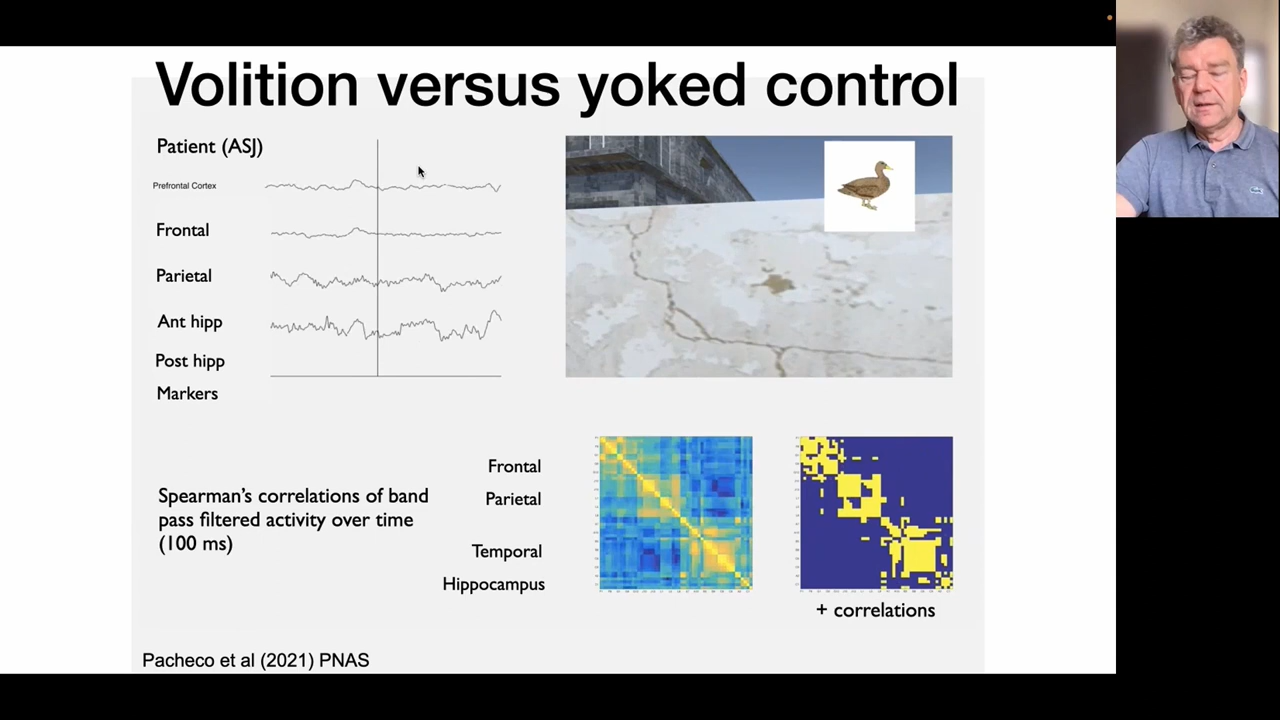 Volition versus yoked control
Patient (ASJ)
Prefrontal Cortex
Frontal
Parietal
Ant hipp
Post hipp
Markers
Spearman's correlations of band
pass filtered activity over time
(100 ms)
Frontal
Parietal
Temporal
Hippocampus
+ correlations
Pacheco et al (2021) PNAS